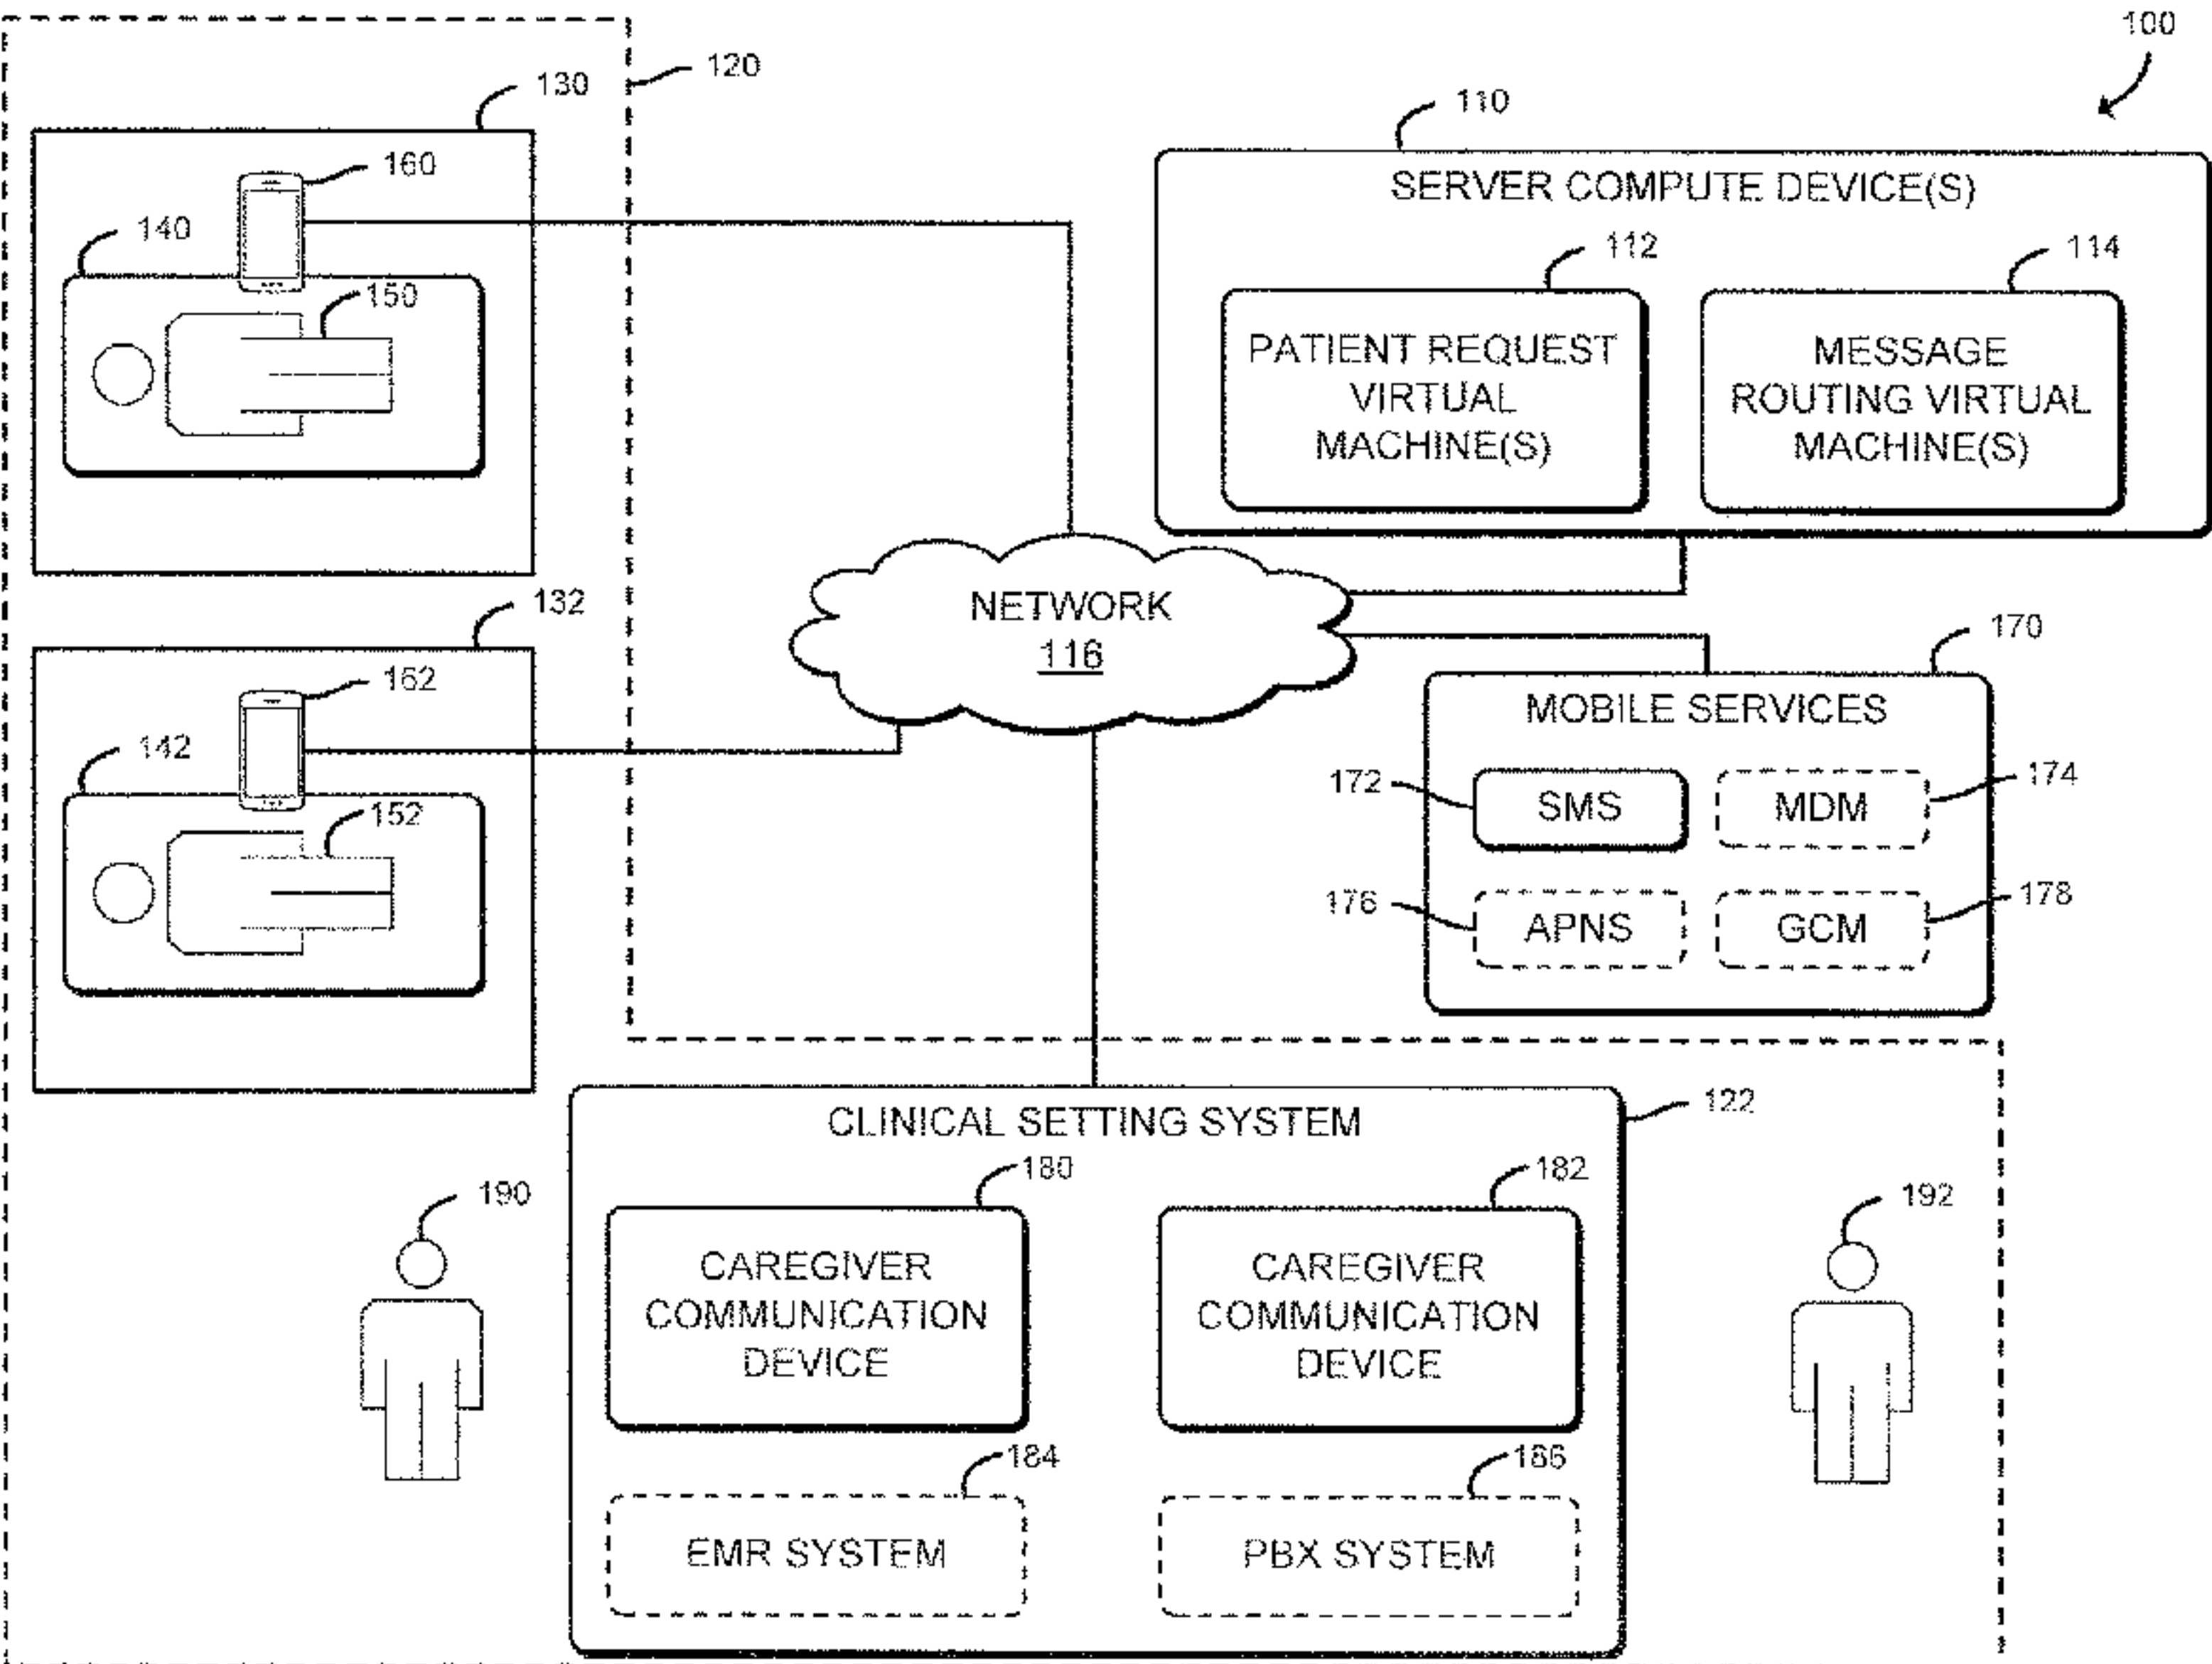 100
120
130
110
160
SERVER COMPUTE DEVICE(S)
140
112
114
150
PATIENT REQUEST
VIRTUAL
MACHINE(S)
MESSAGE
ROUTING VIRTUAL
MACHINE(S)
132
NETWORK
116
170
162
MOBILE SERVICES
142
172
SMS
MDM
174
152
176
APNS
GCM
178
122
CLINICAL SETTING SYSTEM
180
182
190
192
CAREGIVER
COMMUNICATION
DEVICE
CAREGIVER
COMMUNICATION
DEVICE
184
186
EMR SYSTEM
PBX SYSTEM